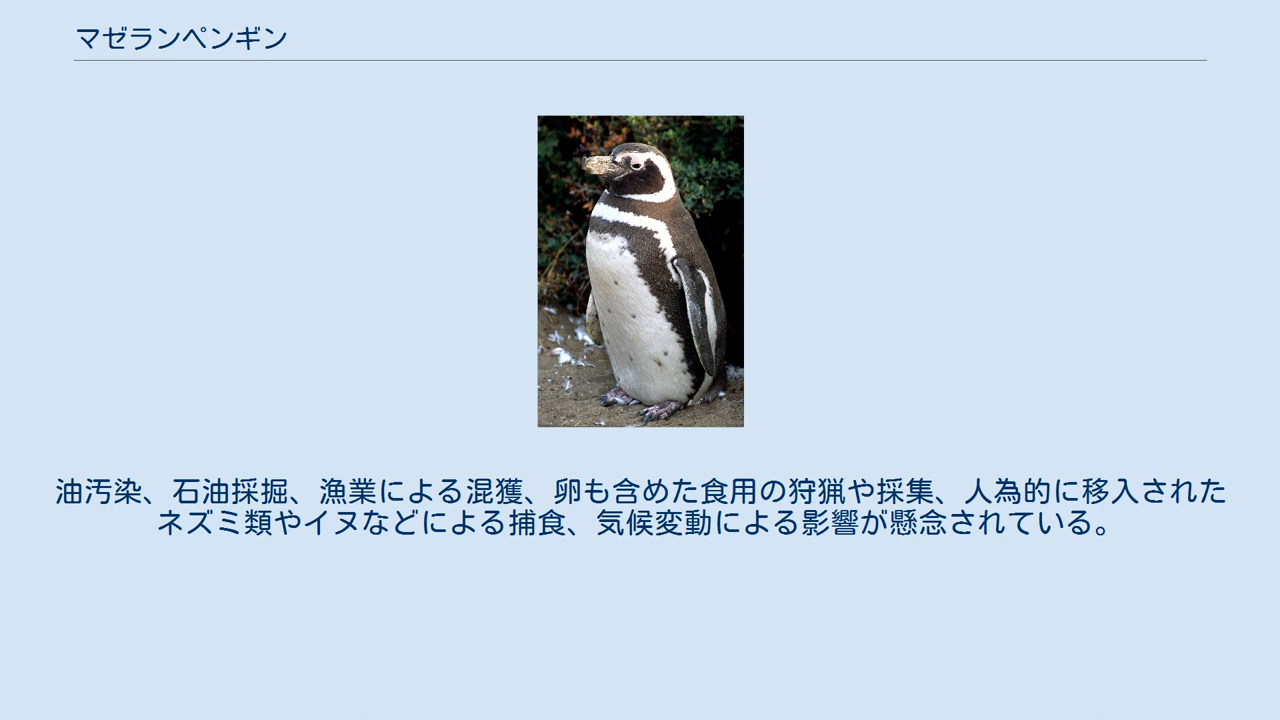 マゼランペンギン
油汚染、石油採掘、漁業による混獲、卵も含めた食用の狩猟や採集、人為的に移入された
ネズミ類やイヌなどによる捕食、気候変動による影響が懸念されている。